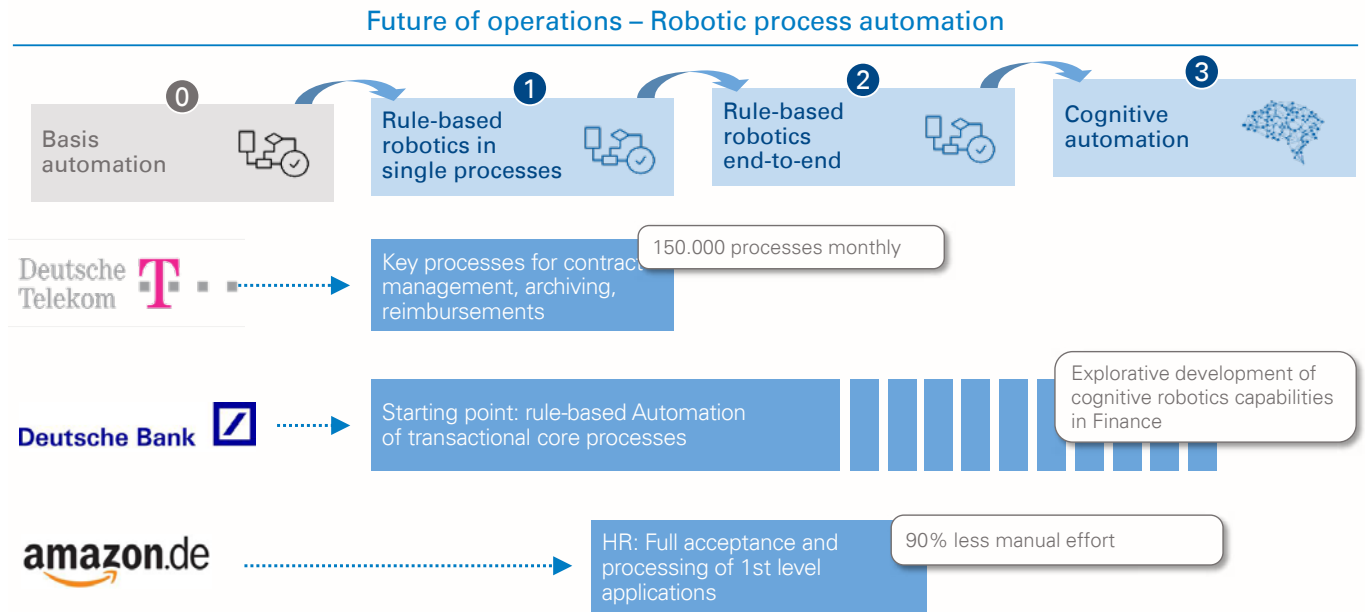 Future of operations – Robotic process automation
0
Basis
automation
1
Rule-based
robotics in
single processes
2
Rule-based
robotics
end-to-end
3
Cognitive
automation
Deutsche
Telekom
T
Key processes for contract
management, archiving,
reimbursements
150.000 processes monthly
Deutsche Bank
Starting point: rule-based Automation
of transactional core processes
Explorative development of
cognitive robotics capabilities
in Finance
amazon.de
HR: Full acceptance and
processing of 1st level
applications
90% less manual effort